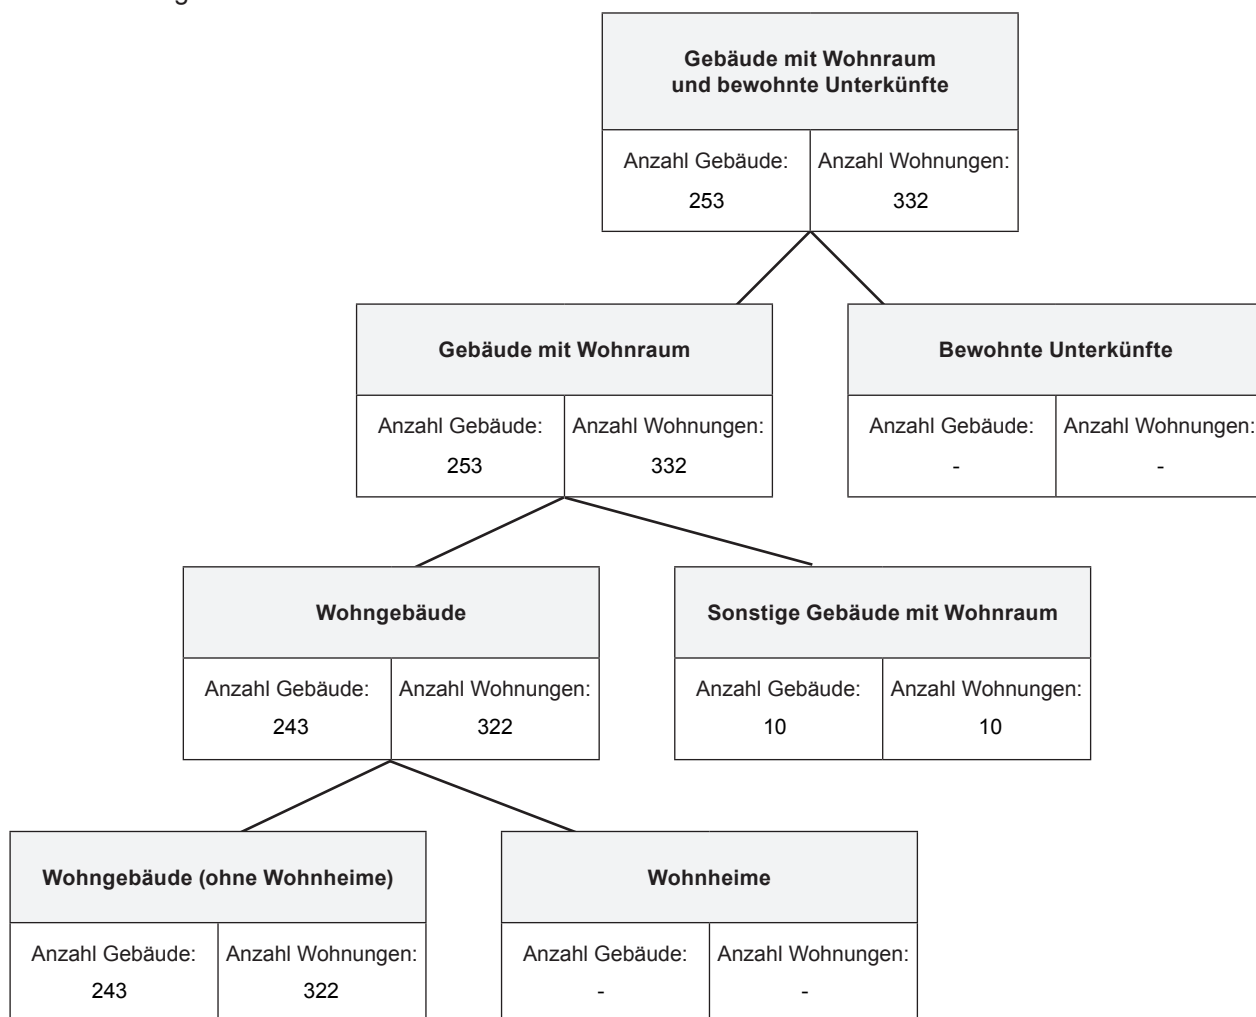 Gebäude mit Wohnraum
und bewohnte Unterkünfte
Anzahl Gebäude: Anzahl Wohnungen:
253 332
Gebäude mit Wohnraum
Anzahl Gebäude: Anzahl Wohnungen:
253 332
Bewohnte Unterkünfte
Anzahl Gebäude: Anzahl Wohnungen:
- -
Wohngebäude
Anzahl Gebäude: Anzahl Wohnungen:
243 322
Sonstige Gebäude mit Wohnraum
Anzahl Gebäude: Anzahl Wohnungen:
10 10
Wohngebäude (ohne Wohnheime)
Anzahl Gebäude: Anzahl Wohnungen:
243 322
Wohnheime
Anzahl Gebäude: Anzahl Wohnungen:
- -